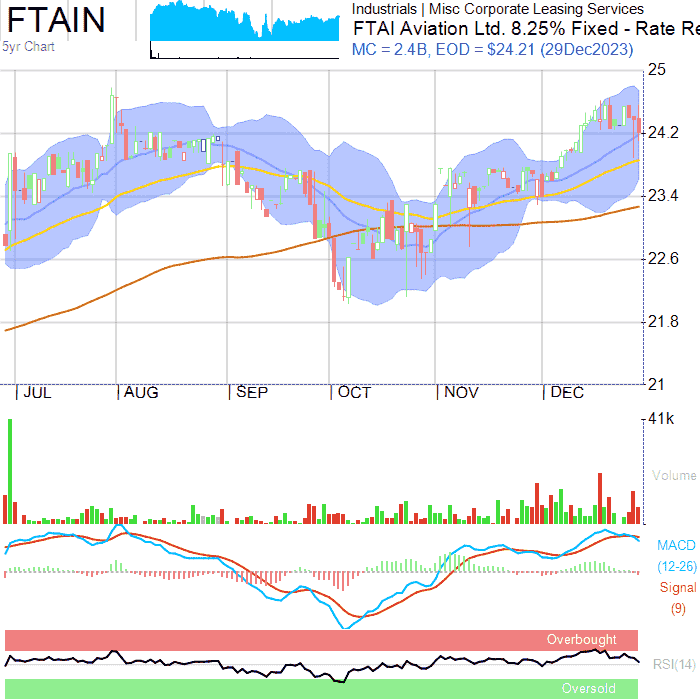 FTAIN
5yr Chart
Industrials | Misc Corporate Leasing Services
FTAI Aviation Ltd. 8.25% Fixed - Rate Re
MC = 2.4B, EOD = $24.21 (29Dec2023)
25
24.2
23.4
22.6
21.8
21
JUL AUG SEP OCT NOV DEC
41k
Volume
MACD
(12-26)
Signal
(9)
Overbought
RSI(14)
Oversold